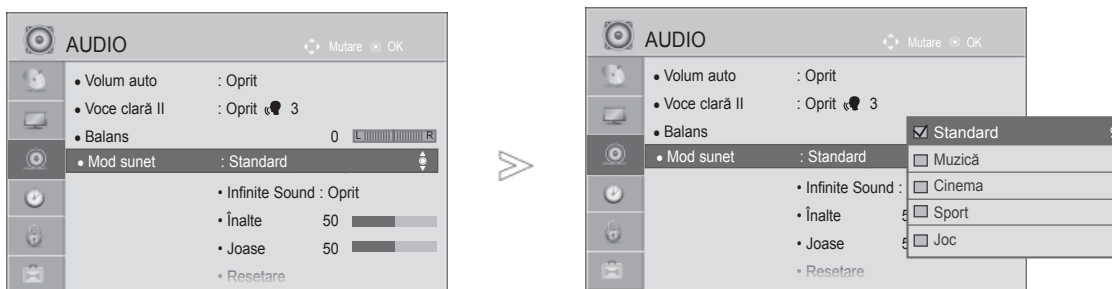 AUDIO
Mutare OK
• Volum auto : Oprit
• Voce clară II : Oprit 3
• Balans 0 L R
• Mod sunet : Standard
• Infinite Sound : Oprit
• Înalte 50
• Joase 50
• Resetare
AUDIO
Mutare OK
• Volum auto : Oprit
• Voce clară II : Oprit 3
• Balans
• Mod sunet : Standard
• Infinite Sound :
• Înalte
• Joase
• Resetare
Standard
Muzică
Cinema
Sport
Joc